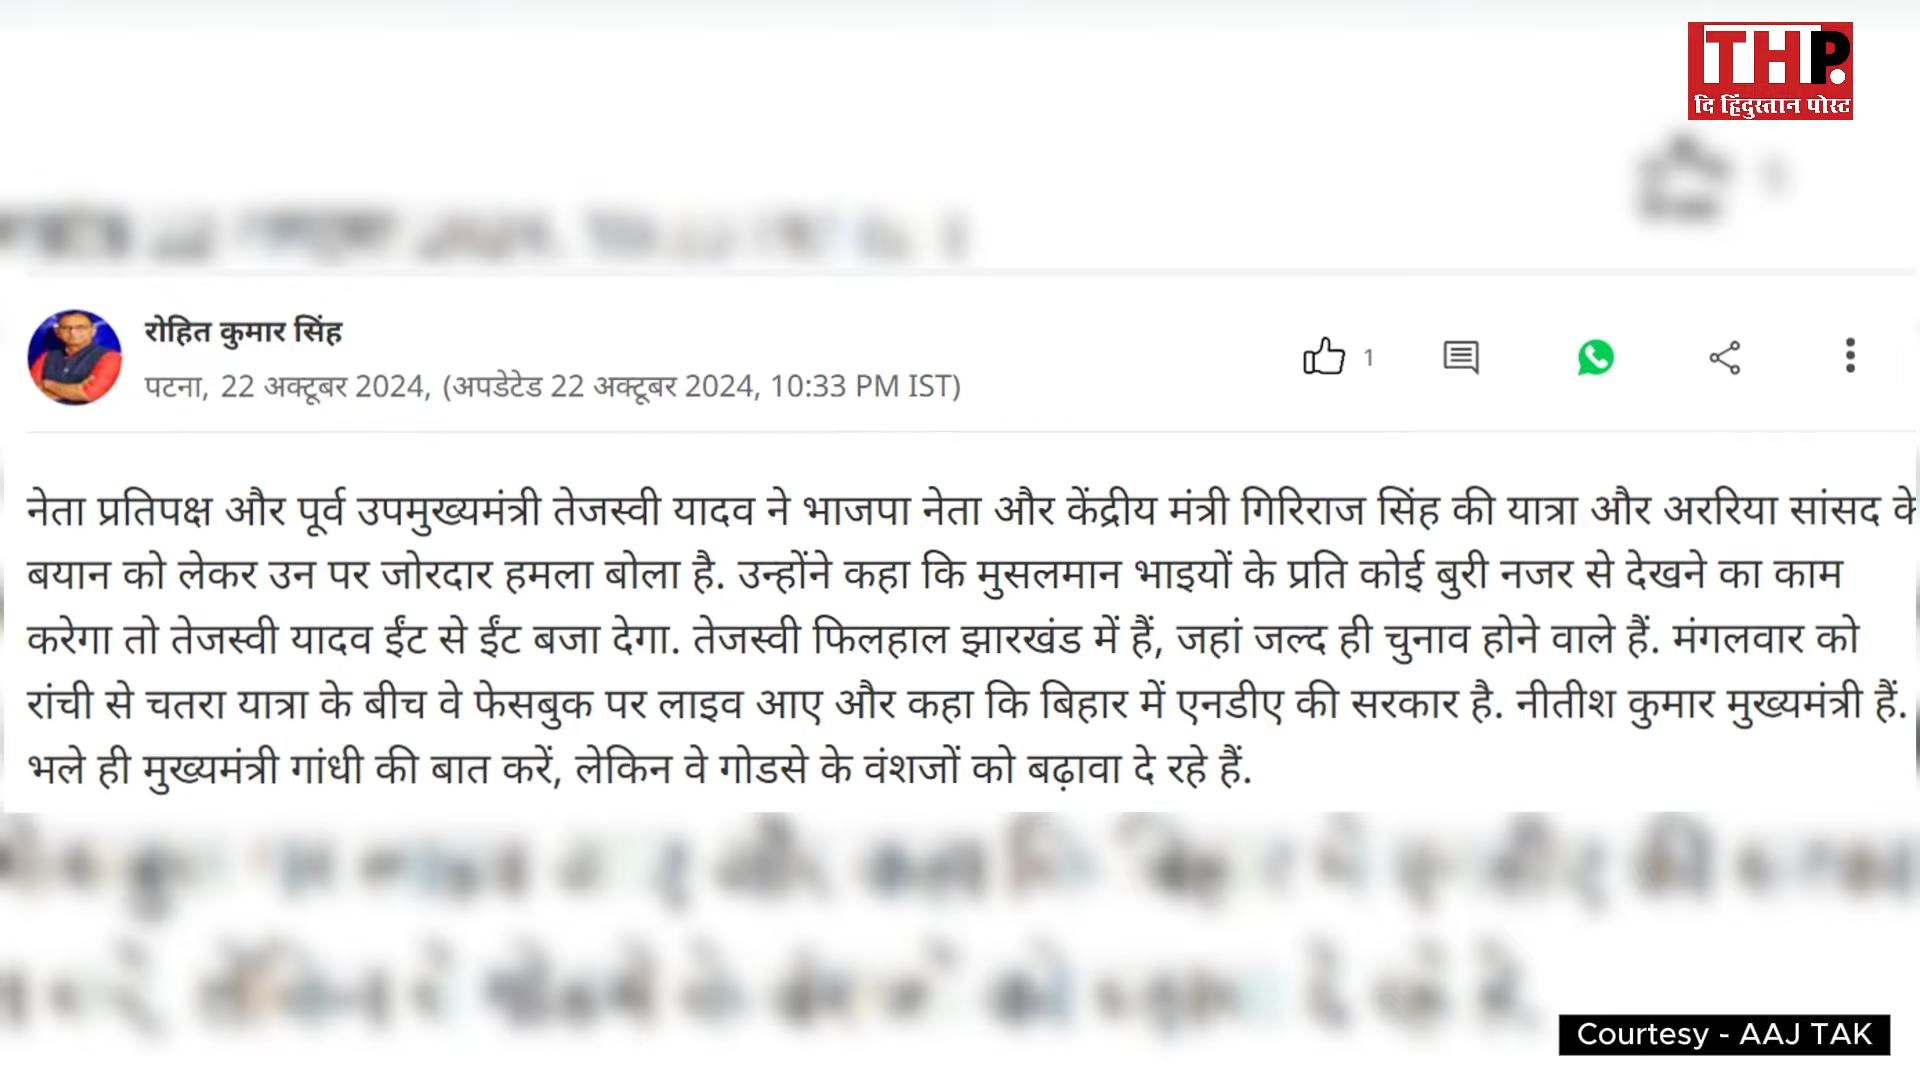 THP.
दि हिंदुस्तान पोस्ट
रोहित कुमार सिंह
पटना, 22 अक्टूबर 2024, (अपडेटेड 22 अक्टूबर 2024, 10:33 PM IST)
1
नेता प्रतिपक्ष और पूर्व उपमुख्यमंत्री तेजस्वी यादव ने भाजपा नेता और केंद्रीय मंत्री गिरिराज सिंह की यात्रा और अररिया सांसद के
बयान को लेकर उन पर जोरदार हमला बोला है. उन्होंने कहा कि मुसलमान भाइयों के प्रति कोई बुरी नजर से देखने का काम
करेगा तो तेजस्वी यादव ईंट से ईंट बजा देगा. तेजस्वी फिलहाल झारखंड में हैं, जहां जल्द ही चुनाव होने वाले हैं. मंगलवार को
रांची से चतरा यात्रा के बीच वे फेसबुक पर लाइव आए और कहा कि बिहार में एनडीए की सरकार है. नीतीश कुमार मुख्यमंत्री हैं.
भले ही मुख्यमंत्री गांधी की बात करें, लेकिन वे गोडसे के वंशजों को बढ़ावा दे रहे हैं.
Courtesy - AAJ TAK